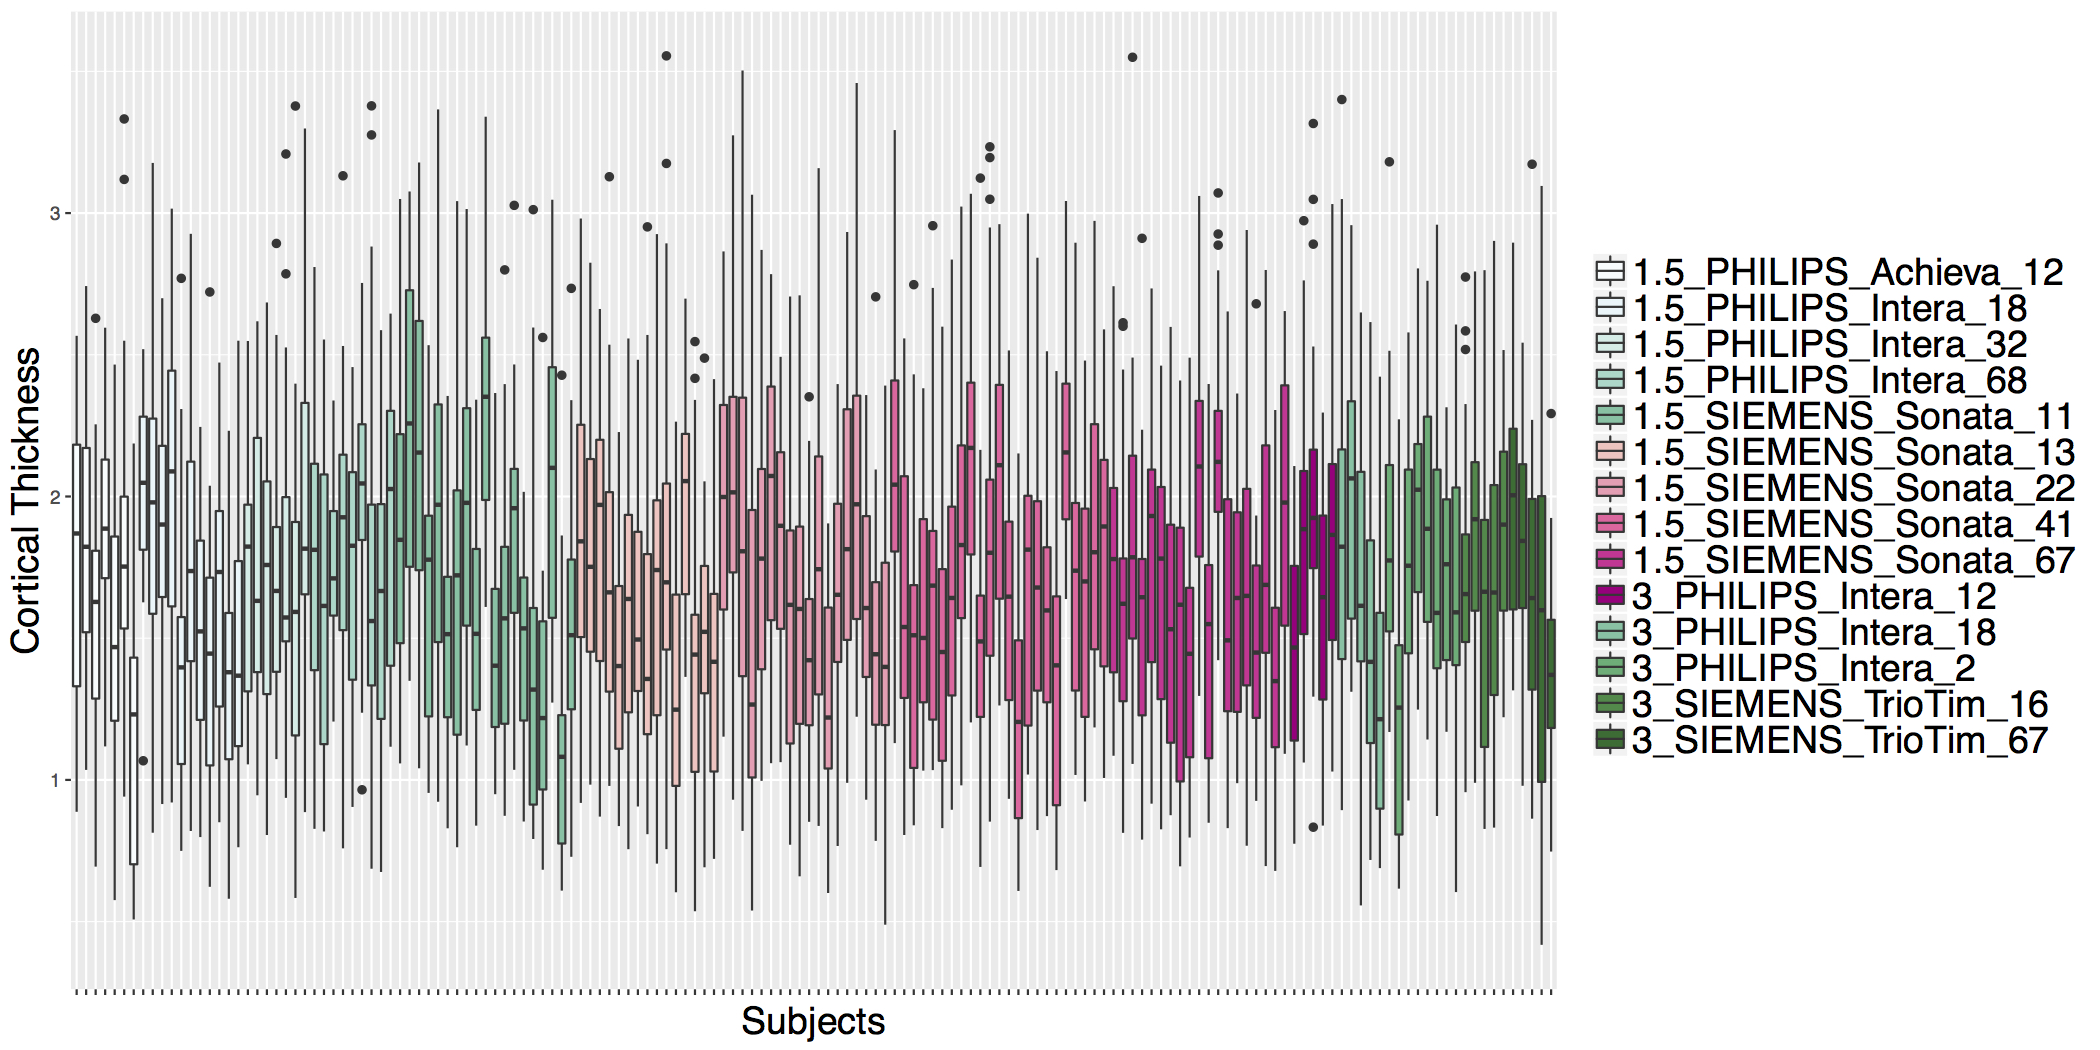 Cortical Thickness
3
2
1
Subjects
1.5_PHILIPS_Achieva_12
1.5_PHILIPS_Intera_18
1.5_PHILIPS_Intera_32
1.5_PHILIPS_Intera_68
1.5_SIEMENS_Sonata_11
1.5_SIEMENS_Sonata_13
1.5_SIEMENS_Sonata_22
1.5_SIEMENS_Sonata_41
1.5_SIEMENS_Sonata_67
3_PHILIPS_Intera_12
3_PHILIPS_Intera_18
3_PHILIPS_Intera_2
3_SIEMENS_TrioTim_16
3_SIEMENS_TrioTim_67